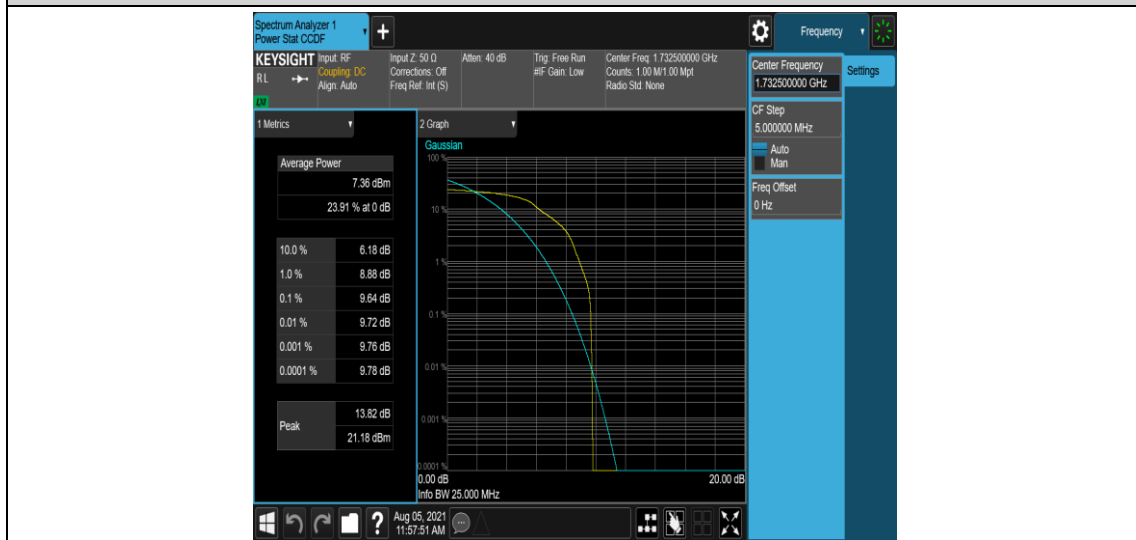 Spectrum Analyzer 1
Power Stat CCDF
+
Frequency
KEYSIGHT
RL
LXI
Input: RF
Coupling: DC
Align: Auto
Input Z: 50 Ω
Corrections: Off
Freq Ref: Int (S)
Atten: 40 dB
Trig: Free Run
#IF Gain: Low
Center Freq: 1.732500000 GHz
Counts: 1.00 M/1.00 Mpt
Radio Std: None
Center Frequency
1.732500000 GHz
Settings
CF Step
5.000000 MHz
Auto
Man
Freq Offset
0 Hz
1 Metrics
Average Power
7.36 dBm
23.91 % at 0 dB
10.0 % 6.18 dB
1.0 % 8.88 dB
0.1 % 9.64 dB
0.01 % 9.72 dB
0.001 % 9.76 dB
0.0001 % 9.78 dB
Peak 13.82 dB
21.18 dBm
2 Graph
Gaussian
100 %
10 %
1 %
0.1 %
0.01 %
0.001 %
0.0001 %
0.00 dB 20.00 dB
Info BW 25.000 MHz
?
Aug 05, 2021
11:57:51 AM